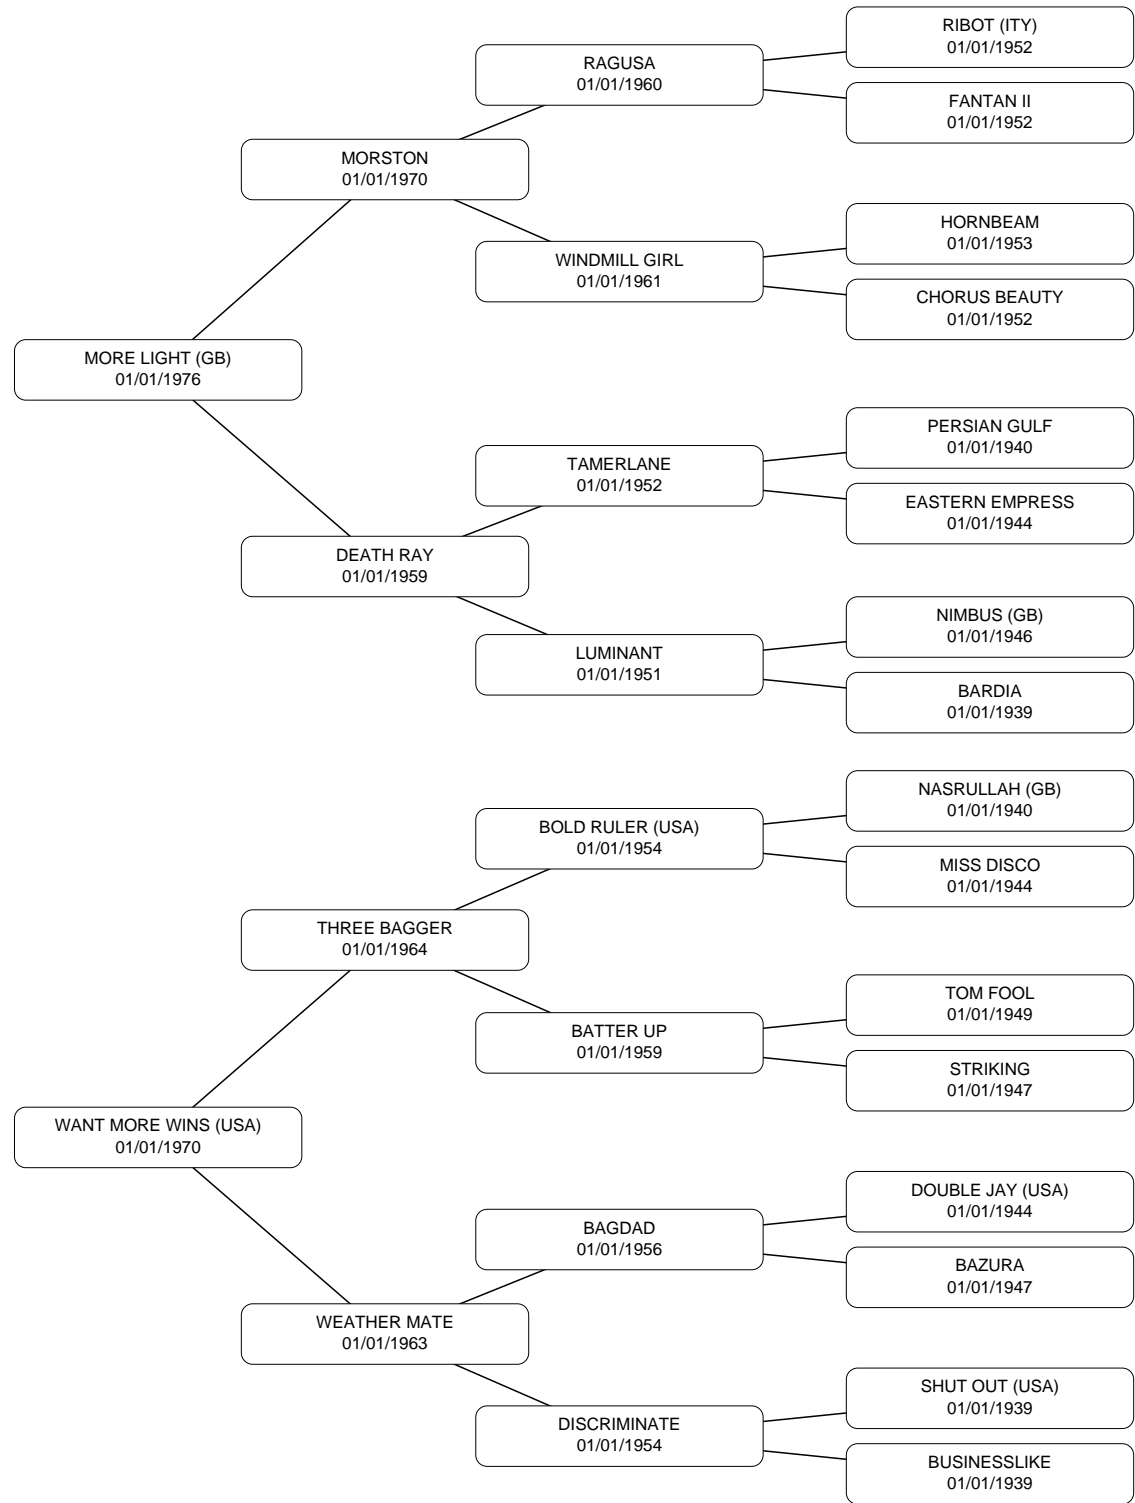 RIBOT (ITY)
01/01/1952
RAGUSA
01/01/1960
FANTAN II
01/01/1952
MORSTON
01/01/1970
HORNBEAM
01/01/1953
WINDMILL GIRL
01/01/1961
CHORUS BEAUTY
01/01/1952
MORE LIGHT (GB)
01/01/1976
PERSIAN GULF
01/01/1940
TAMERLANE
01/01/1952
EASTERN EMPRESS
01/01/1944
DEATH RAY
01/01/1959
NIMBUS (GB)
01/01/1946
LUMINANT
01/01/1951
BARDIA
01/01/1939
NASRULLAH (GB)
01/01/1940
BOLD RULER (USA)
01/01/1954
MISS DISCO
01/01/1944
THREE BAGGER
01/01/1964
TOM FOOL
01/01/1949
BATTER UP
01/01/1959
STRIKING
01/01/1947
WANT MORE WINS (USA)
01/01/1970
DOUBLE JAY (USA)
01/01/1944
BAGDAD
01/01/1956
BAZURA
01/01/1947
WEATHER MATE
01/01/1963
SHUT OUT (USA)
01/01/1939
DISCRIMINATE
01/01/1954
BUSINESSLIKE
01/01/1939